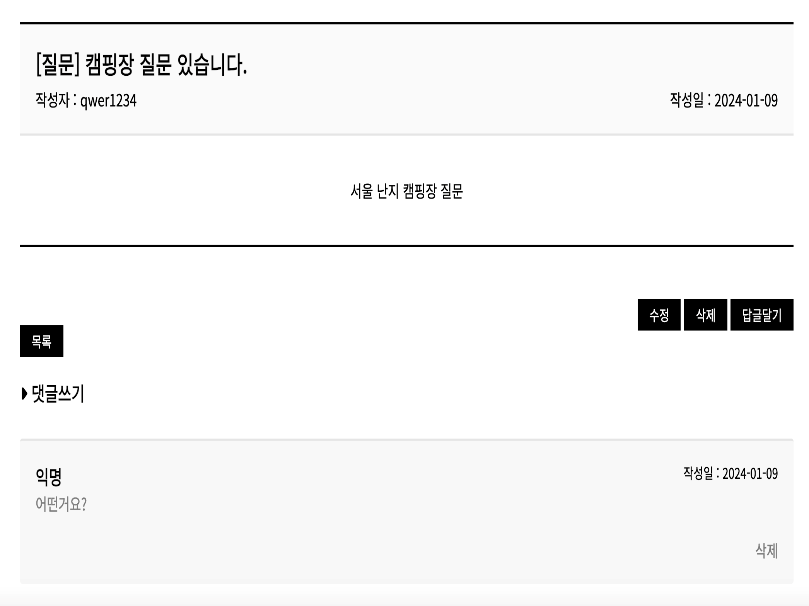 [질문] 캠핑장 질문 있습니다.
작성자 : qwer1234
작성일 : 2024-01-09
서울 난지 캠핑장 질문
수정 삭제 답글달기
목록
댓글쓰기
익명
작성일 : 2024-01-09
어떤거요?
삭제